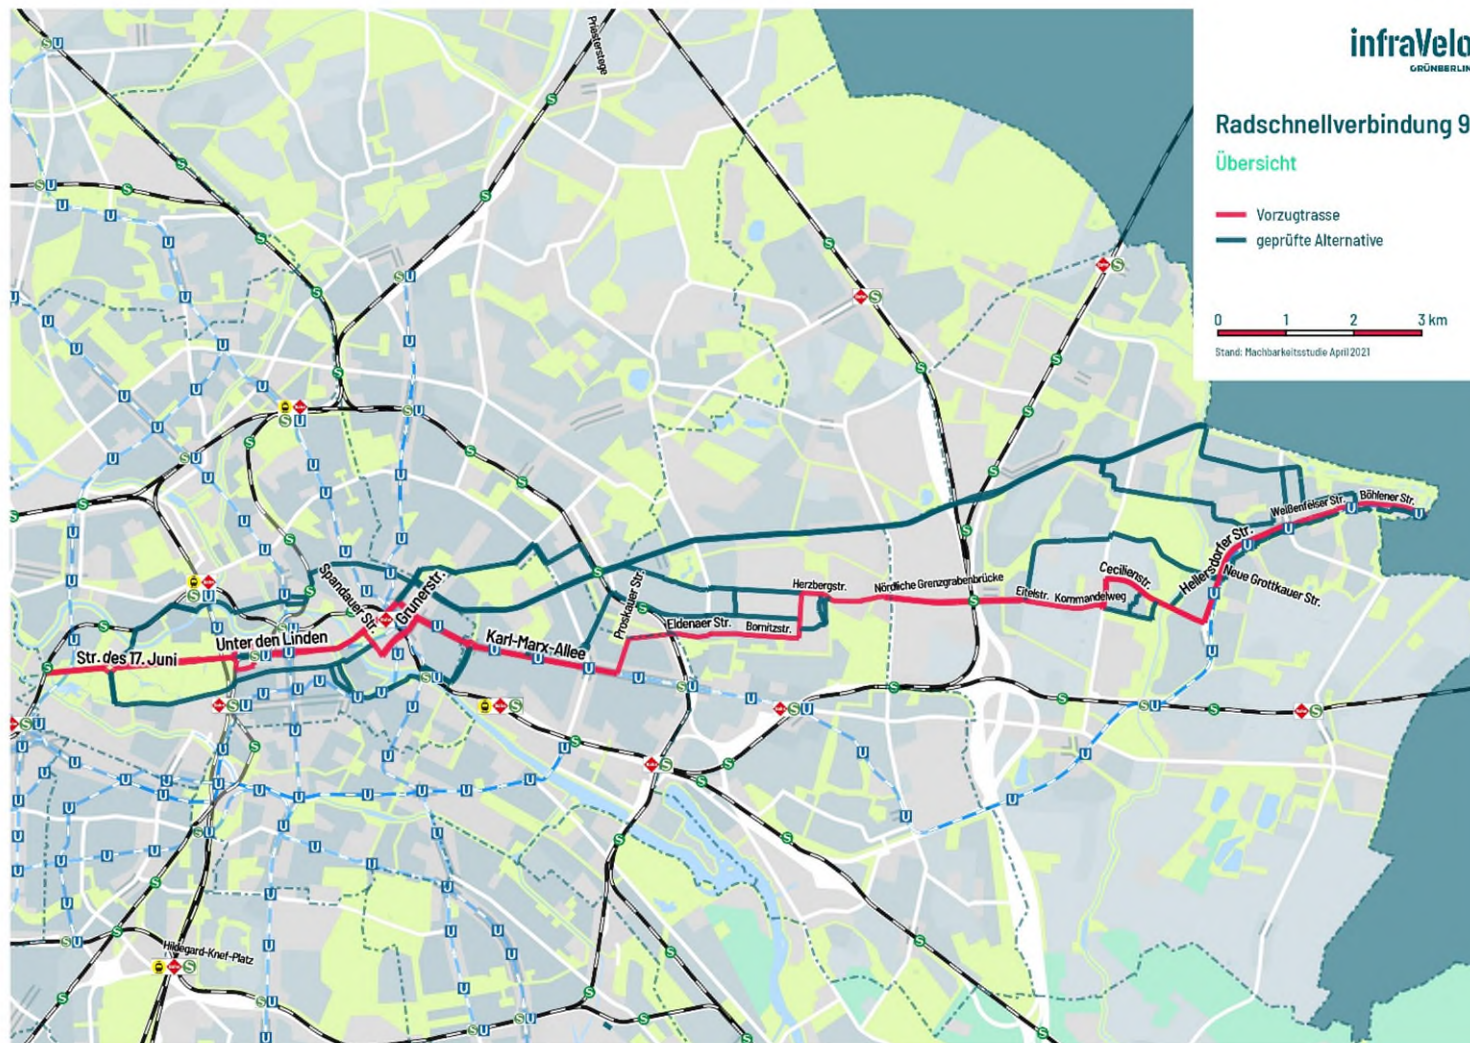 infraVelo
GRÜNBERLIN
Radschnellverbindung 9
Übersicht
Vorzugtrasse
geprüfte Alternative
0 1 2 3 km
Stand: Machbarkeitsstudie April 2021
Priesterstege
Böhlener Str.
Weißenfelser Str.
Hellersdorfer Str.
Neue Grottkauer Str.
Cecilienstr.
Kommandeiweg
Eitelstr.
Nördliche Grenzgrabenbrücke
Herzbergstr.
Bornitzstr.
Eldenaer Str.
Proskauer Str.
Karl-Marx-Allee
Grunerstr.
Spandauer Str.
Unter den Linden
Str. des 17. Juni
Hildegard-Knef-Platz